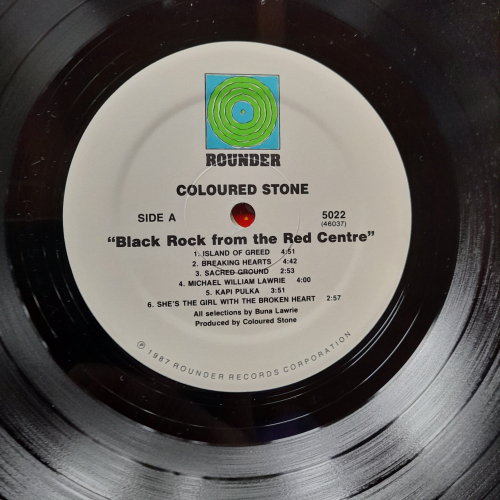 ROUNDER
COLOURED STONE
SIDE A
5022
(46037)
"Black Rock from the Red Centre"
1. ISLAND OF GREED 4:51
2. BREAKING HEARTS 4:42
3. SACRED GROUND 2:53
4. MICHAEL WILLIAM LAWRIE 4:00
5. KAPI PULKA 3:51
6. SHE'S THE GIRL WITH THE BROKEN HEART 2:57
All selections by Buna Lawrie
Produced by Coloured Stone
℗ 1987 ROUNDER RECORDS CORPORATION